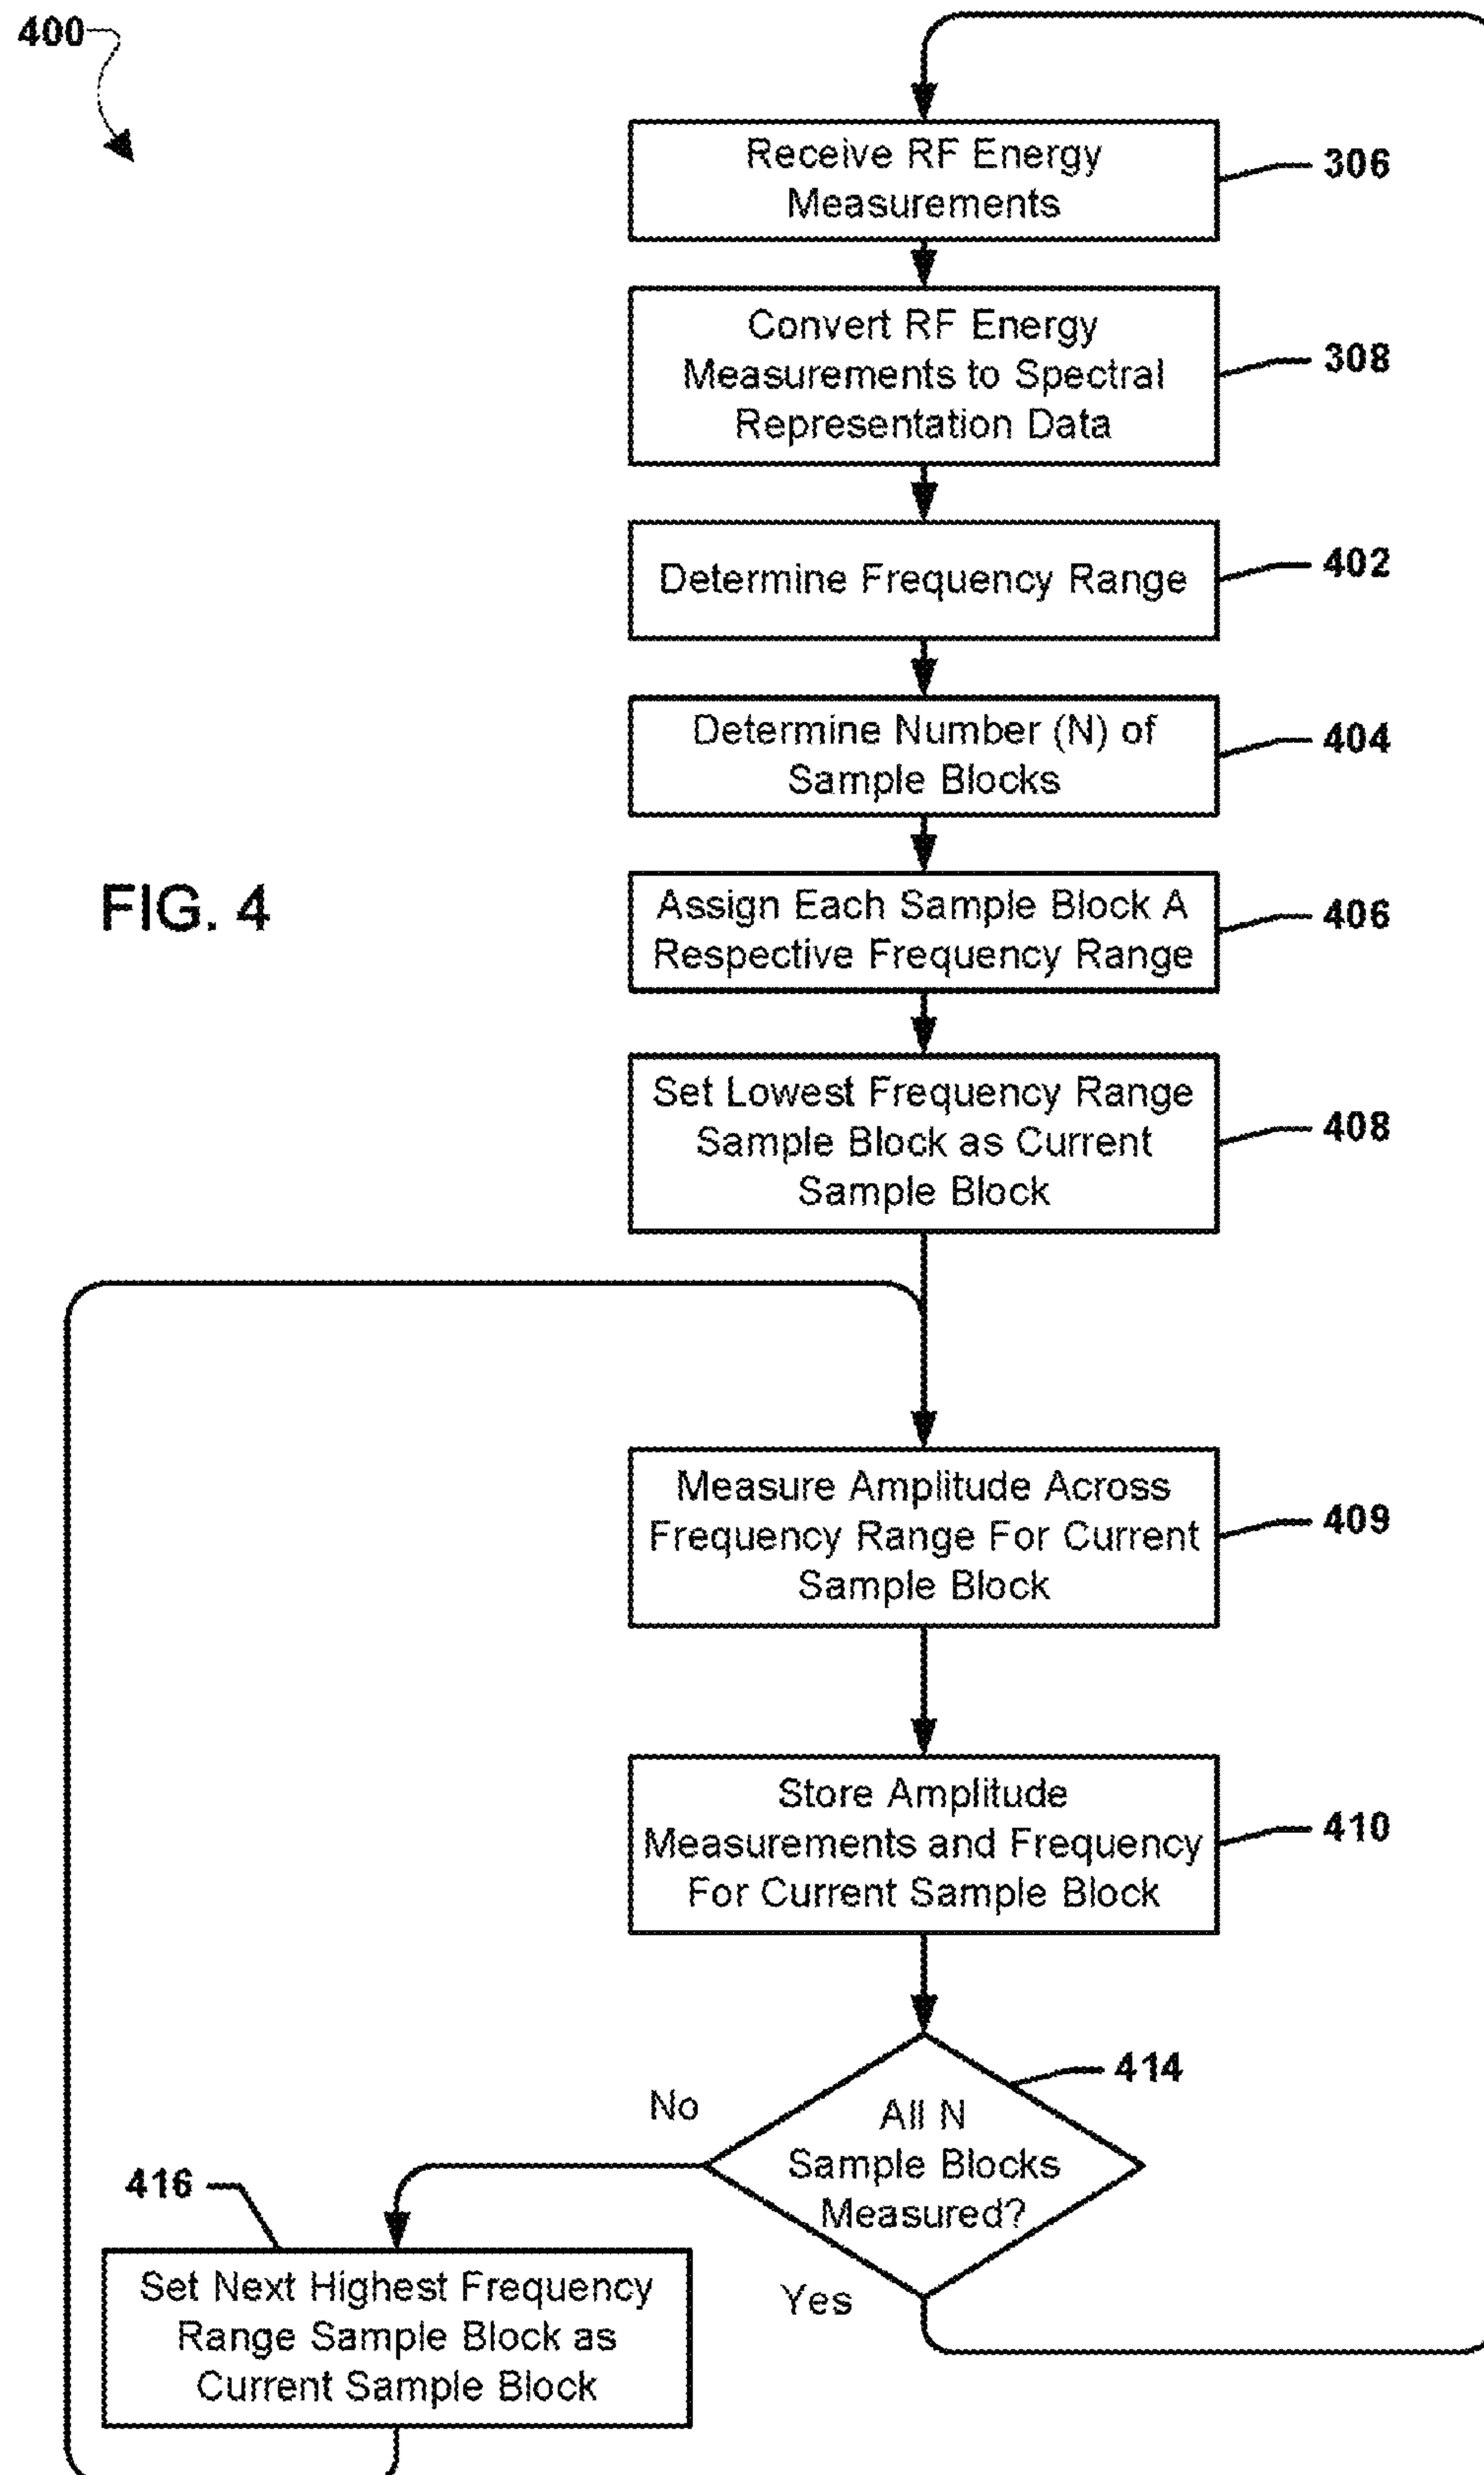 400
Receive RF Energy
Measurements
306
Convert RF Energy
Measurements to Spectral
Representation Data
308
Determine Frequency Range
402
Determine Number (N) of
Sample Blocks
404
FIG. 4
Assign Each Sample Block A
Respective Frequency Range
406
Set Lowest Frequency Range
Sample Block as Current
Sample Block
408
Measure Amplitude Across
Frequency Range For Current
Sample Block
409
Store Amplitude
Measurements and Frequency
For Current Sample Block
410
All N
Sample Blocks
Measured?
414
No
Yes
416
Set Next Highest Frequency
Range Sample Block as
Current Sample Block